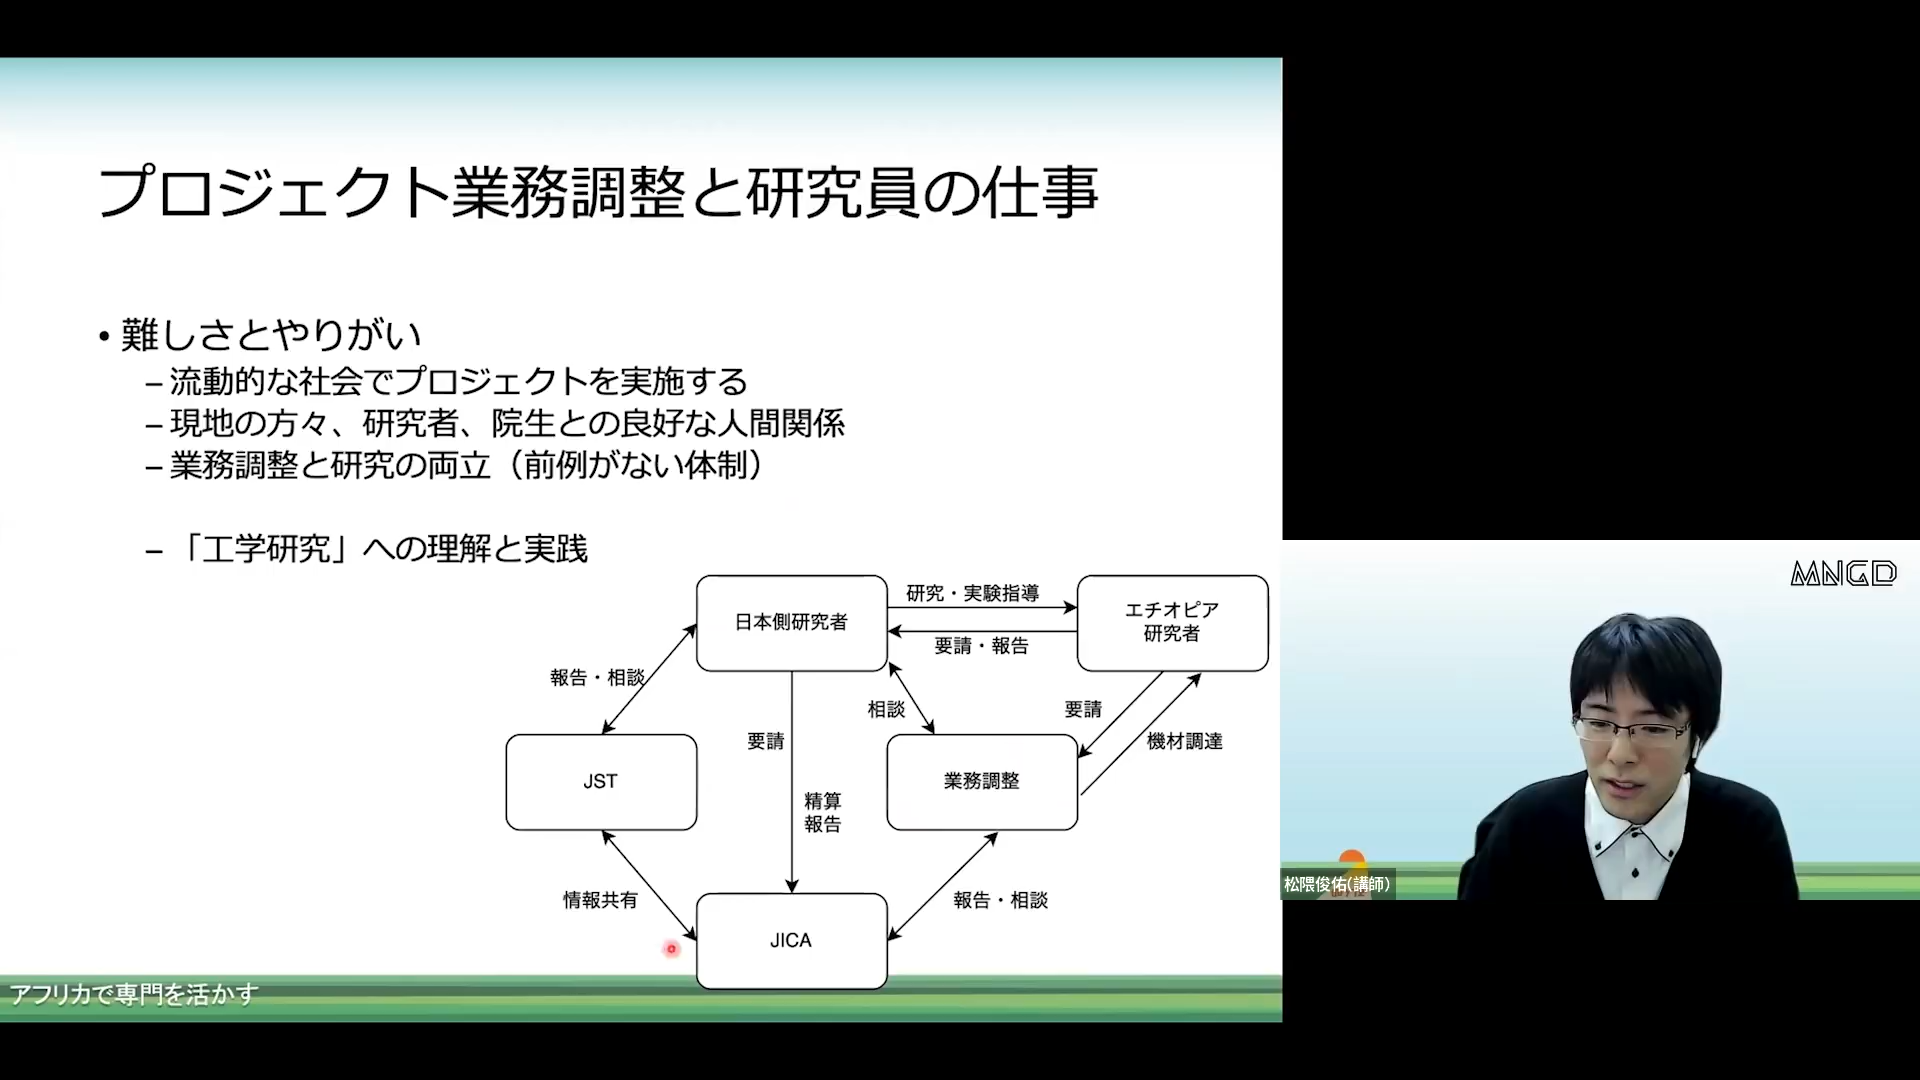 プロジェクト業務調整と研究員の仕事
• 難しさとやりがい
– 流動的な社会でプロジェクトを実施する
– 現地の方々、研究者、院生との良好な人間関係
– 業務調整と研究の両立（前例がない体制）
– 「工学研究」への理解と実践
日本側研究者
研究・実験指導
要請・報告
エチオピア
研究者
報告・相談
要請
相談
要請
機材調達
JST
精算
報告
業務調整
情報共有
JICA
報告・相談
アフリカで専門を活かす
MNGD
松隈俊佑(講師)